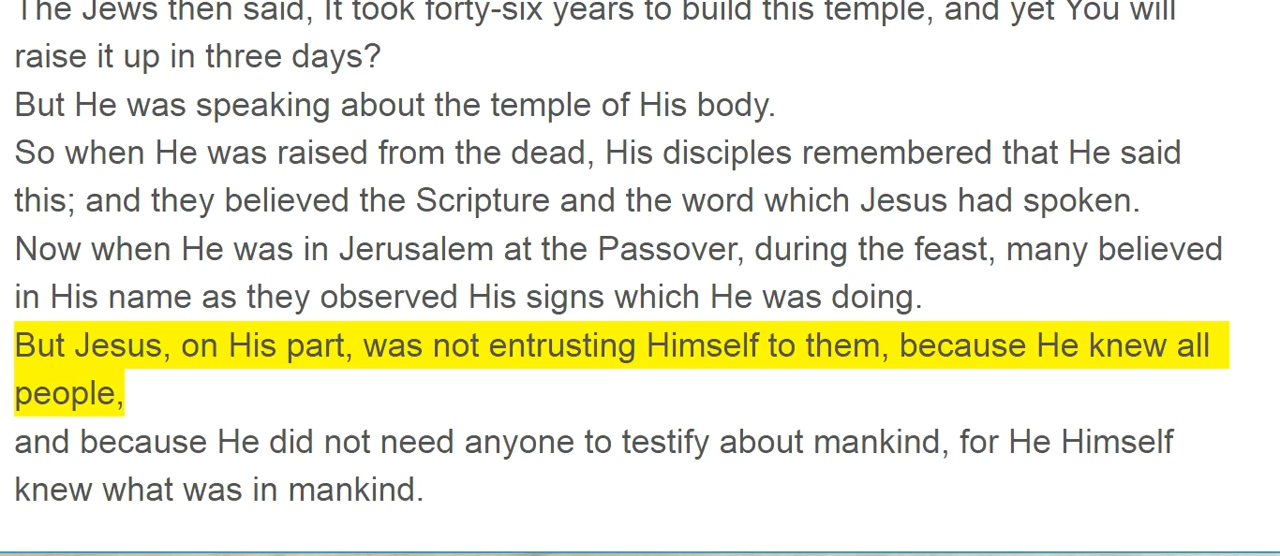 The Jews then said, It took forty-six years to build this temple, and yet You will
raise it up in three days?
But He was speaking about the temple of His body.
So when He was raised from the dead, His disciples remembered that He said
this; and they believed the Scripture and the word which Jesus had spoken.
Now when He was in Jerusalem at the Passover, during the feast, many believed
in His name as they observed His signs which He was doing.
But Jesus, on His part, was not entrusting Himself to them, because He knew all
people,
and because He did not need anyone to testify about mankind, for He Himself
knew what was in mankind.